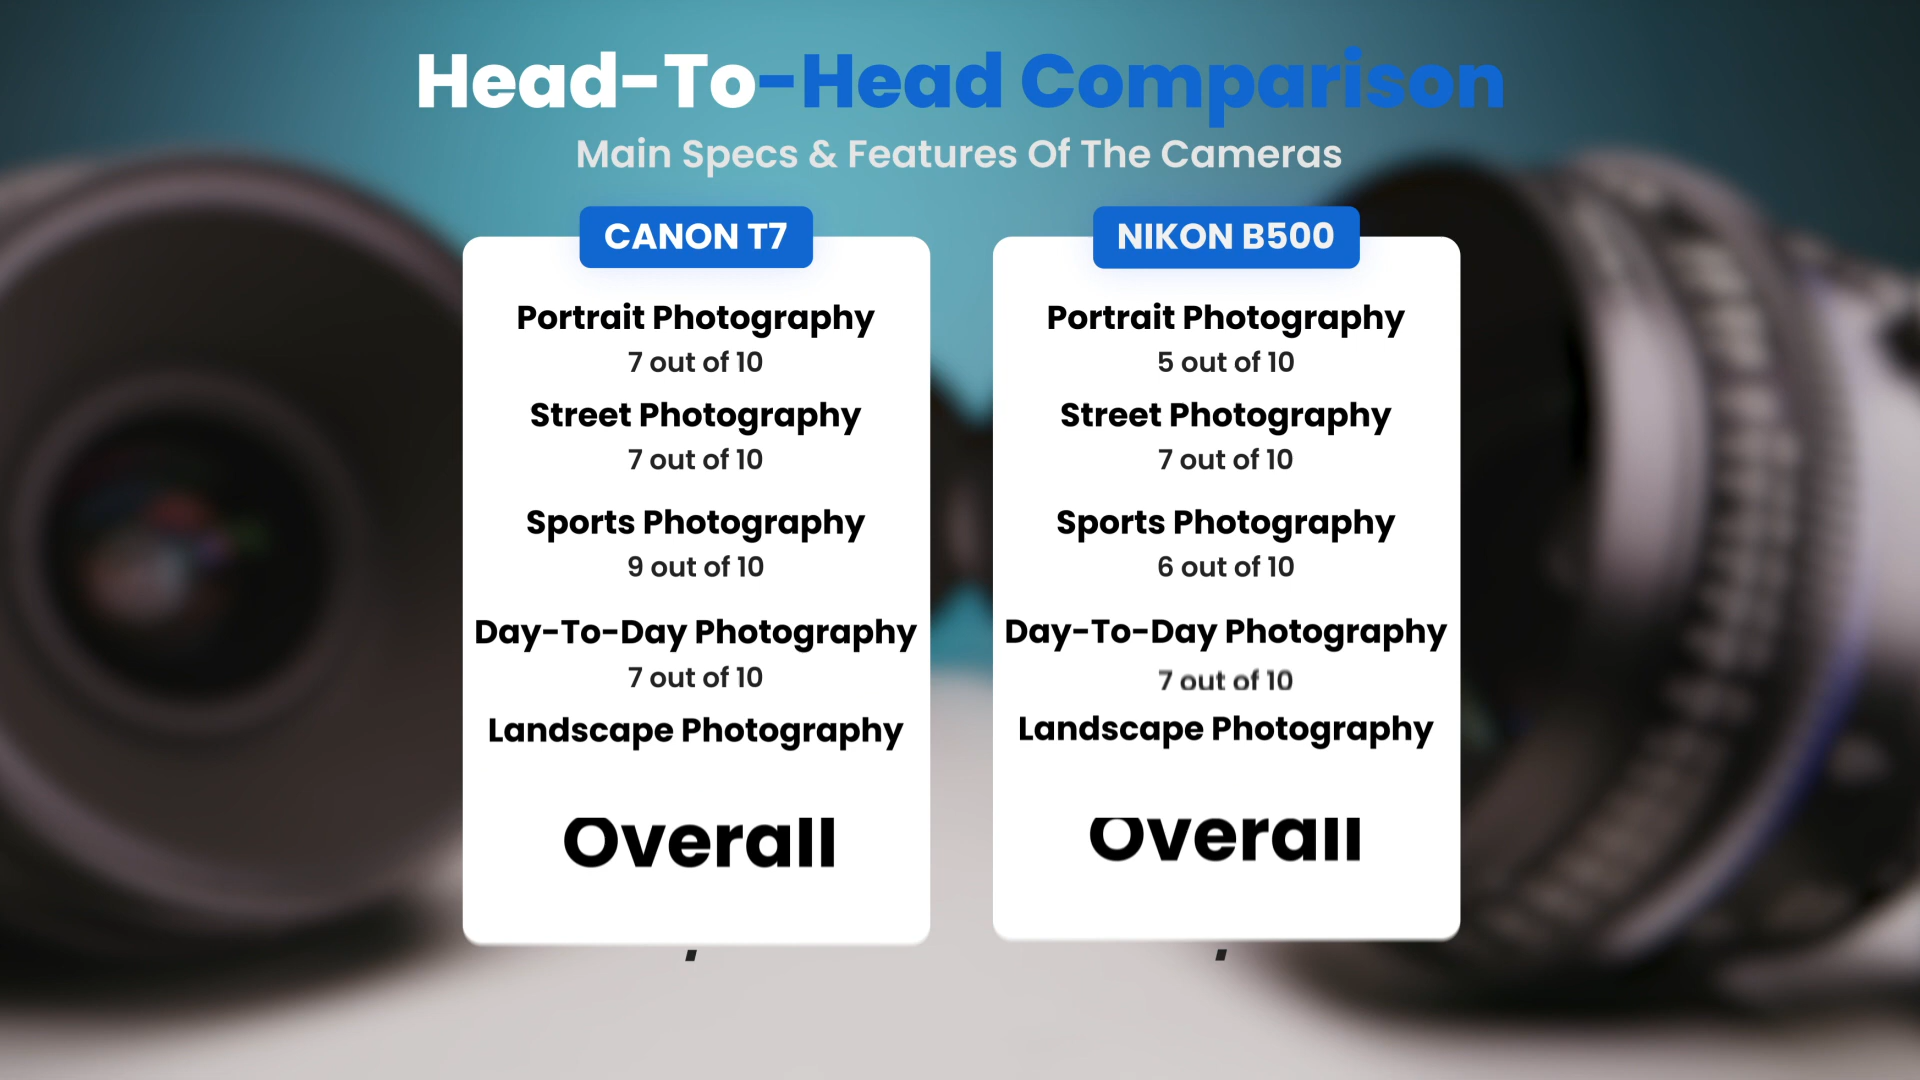 Head-To-Head Comparison
Main Specs & Features Of The Cameras
CANON T7
Portrait Photography
7 out of 10
Street Photography
7 out of 10
Sports Photography
9 out of 10
Day-To-Day Photography
7 out of 10
Landscape Photography
Overall
NIKON B500
Portrait Photography
5 out of 10
Street Photography
7 out of 10
Sports Photography
6 out of 10
Day-To-Day Photography
7 out of 10
Landscape Photography
Overall